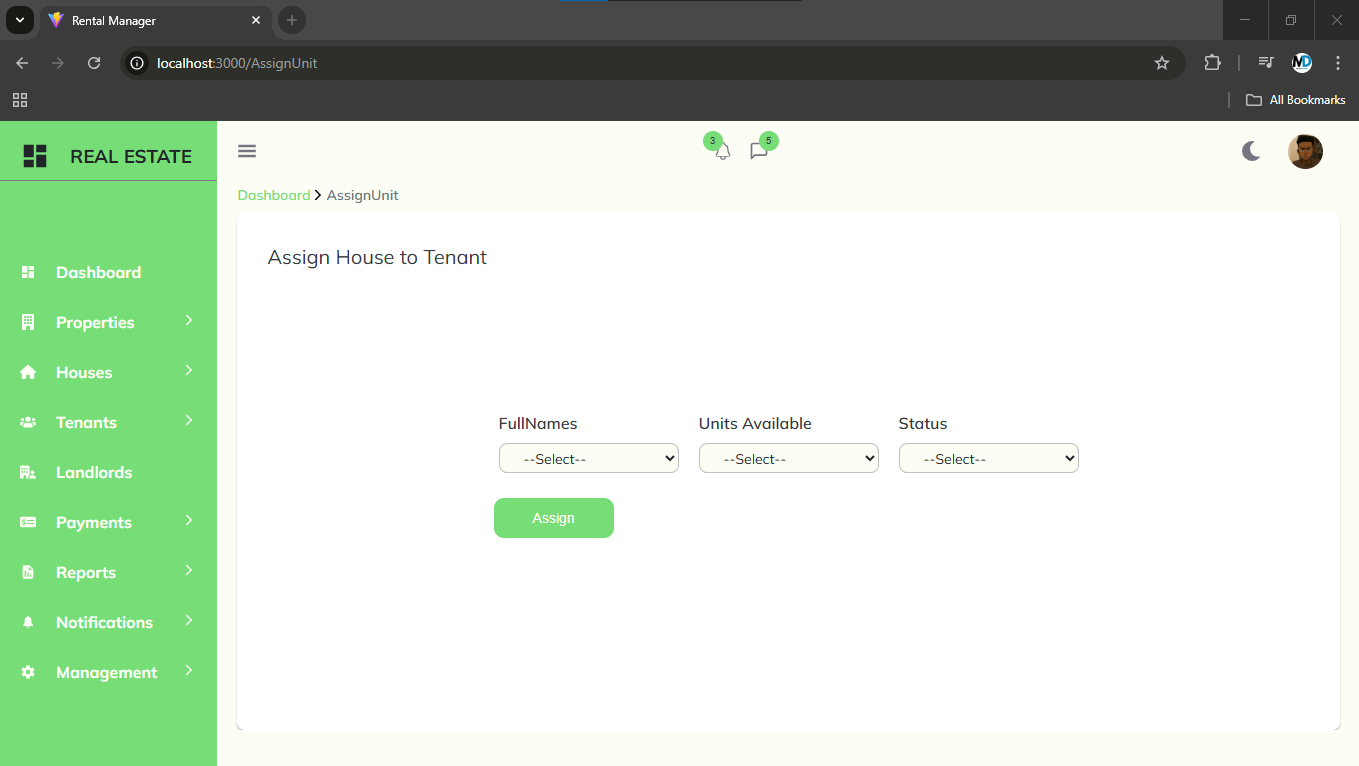 Rental Manager
localhost:3000/AssignUnit
All Bookmarks
REAL ESTATE
3
5
Dashboard
Properties
Houses
Tenants
Landlords
Payments
Reports
Notifications
Management
Dashboard AssignUnit
Assign House to Tenant
FullNames Units Available Status
--Select-- --Select-- --Select--
Assign